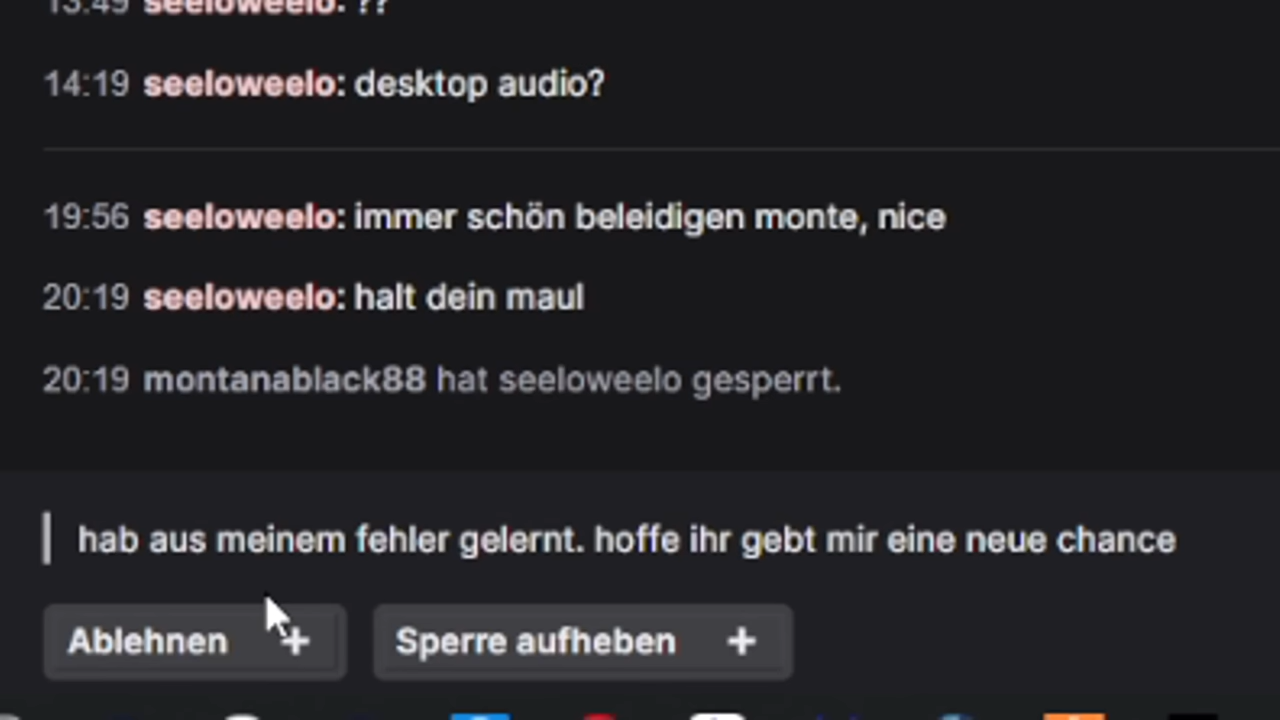 13:49 seeloweelo: ??
14:19 seeloweelo: desktop audio?
19:56 seeloweelo: immer schön beleidigen monte, nice
20:19 seeloweelo: halt dein maul
20:19 montanablack88 hat seeloweelo gesperrt.
hab aus meinem fehler gelernt. hoffe ihr gebt mir eine neue chance
Ablehnen + Sperre aufheben +